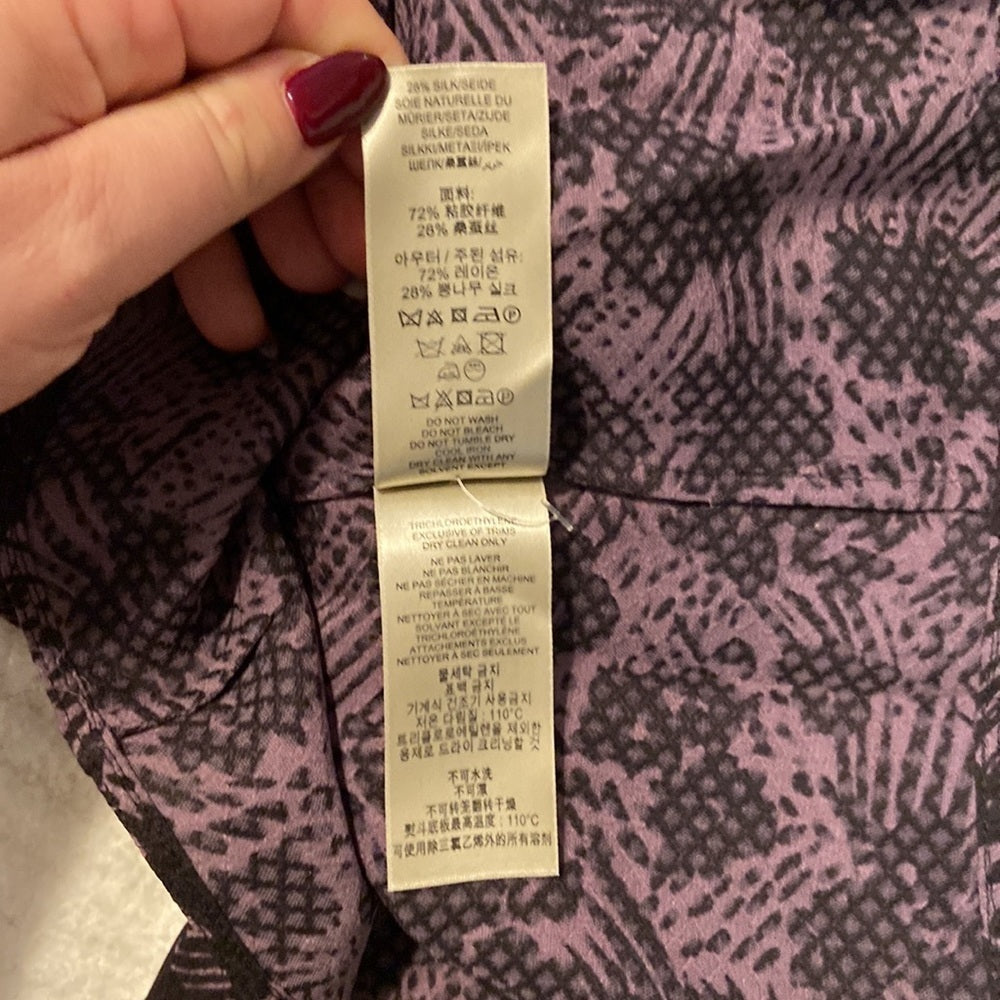 28% SILK/SEIDE
SOIE NATURELLE DU
MÛRIER/SETA/ZIJDE
SILKE/SEDA
SILKKI/ΜΕΤΑΞΙ/ИРЕК
ШЕЛК/桑蚕丝/حرير
面料:
72% 粘胶纤维
28% 桑蚕丝
아우터 / 주된 섬유:
72% 레이온
28% 뽕나무 실크
DO NOT WASH
DO NOT BLEACH
DO NOT TUMBLE DRY
COOL IRON
DRY CLEAN WITH ANY
SOLVENT EXCEPT
TRICHLOROETHYLENE
EXCLUSIVE OF TRIMS
DRY CLEAN ONLY
NE PAS LAVER
NE PAS BLANCHIR
NE PAS SÉCHER EN MACHINE
REPASSER À BASSE
TEMPÉRATURE
NETTOYER À SEC AVEC TOUT
SOLVANT EXCEPTÉ LE
TRICHLOROÉTHYLÈNE
ATTACHEMENTS EXCLUS
NETTOYER À SEC SEULEMENT
물세탁 금지
표백 금지
기계식 건조기 사용금지
저온 다림질 : 110°C
트리클로로에틸렌을 제외한
용제로 드라이 크리닝할 것
不可水洗
不可漂
不可转笼翻转干燥
熨斗底板最高温度 : 110°C
可使用除三氯乙烯外的所有溶剂